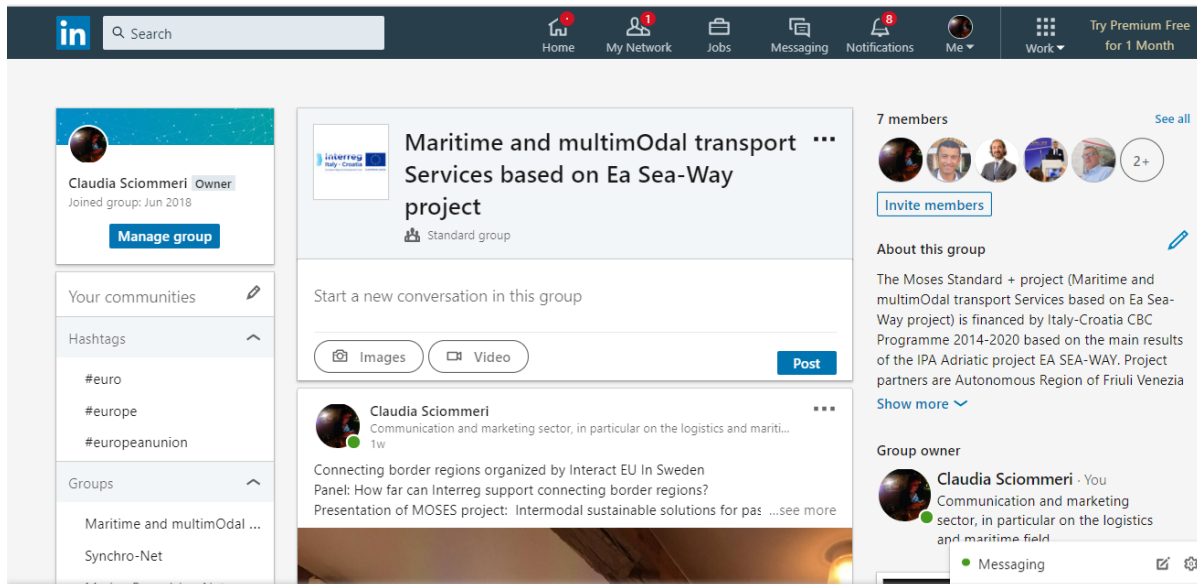 in
Search
Home
1
My Network
Jobs
Messaging
8
Notifications
Me
Work
Try Premium Free
for 1 Month
Claudia Sciommeri Owner
Joined group: Jun 2018
Manage group
Your communities
Hashtags
#euro
#europe
#europeanunion
Groups
Maritime and multimOdal ...
Synchro-Net
interreg
Italy - Croatia
Maritime and multimOdal transport
Services based on Ea Sea-Way
project
Standard group
Start a new conversation in this group
Images
Video
Post
Claudia Sciommeri
Communication and marketing sector, in particular on the logistics and mariti...
1w
Connecting border regions organized by Interact EU In Sweden
Panel: How far can Interreg support connecting border regions?
Presentation of MOSES project: Intermodal sustainable solutions for pas ...see more
7 members
See all
2+
Invite members
About this group
The Moses Standard + project (Maritime and
multimOdal transport Services based on Ea Sea-
Way project) is financed by Italy-Croatia CBC
Programme 2014-2020 based on the main results
of the IPA Adriatic project EA SEA-WAY. Project
partners are Autonomous Region of Friuli Venezia
Show more
Group owner
Claudia Sciommeri · You
Communication and marketing
sector, in particular on the logistics
and maritime field
Messaging